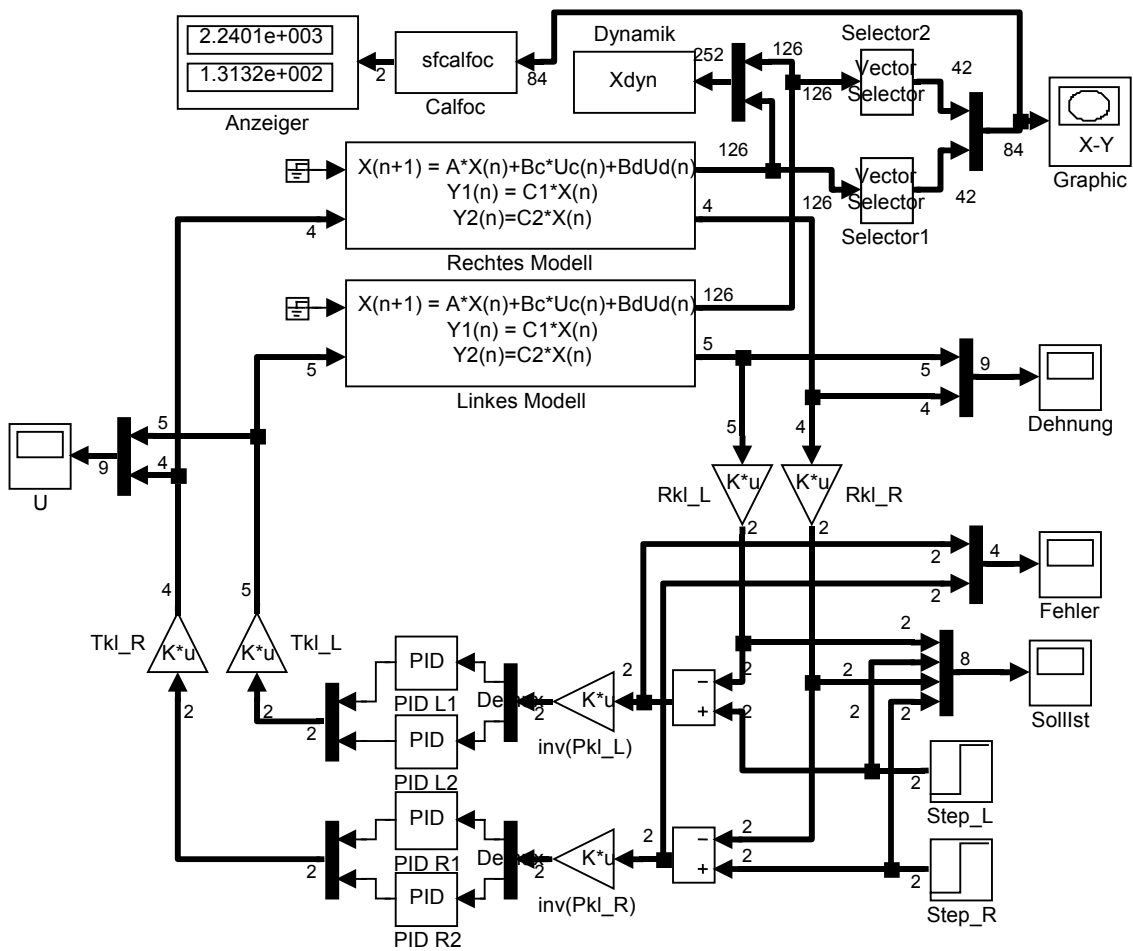 2.2401e+003
1.3132e+002
Anzeiger
2
sfcalfoc
Calfoc
84
Dynamik
252
Xdyn
126
126
Selector2
Vector
Selector
42
84
X-Y
Graphic
X(n+1) = A*X(n)+Bc*Uc(n)+BdUd(n)
Y1(n) = C1*X(n)
Y2(n)=C2*X(n)
4
126
4
Rechtes Modell
126
Vector
Selector
42
Selector1
X(n+1) = A*X(n)+Bc*Uc(n)+BdUd(n)
Y1(n) = C1*X(n)
Y2(n)=C2*X(n)
5
126
5
Linkes Modell
5
4
9
Dehnung
5
4
9
U
5
4
Rkl_L
K*u
2
K*u
2
Rkl_R
2
2
4
Fehler
4
5
Tkl_R
K*u
2
K*u
2
Tkl_L
2
PID
PID L1
PID
PID L2
Demux
2
K*u
inv(Pkl_L)
2
−
+
2
2
2
2
2
2
8
SollIst
2
Step_L
2
PID
PID R1
PID
PID R2
Demux
2
K*u
inv(Pkl_R)
2
−
+
2
2
2
Step_R